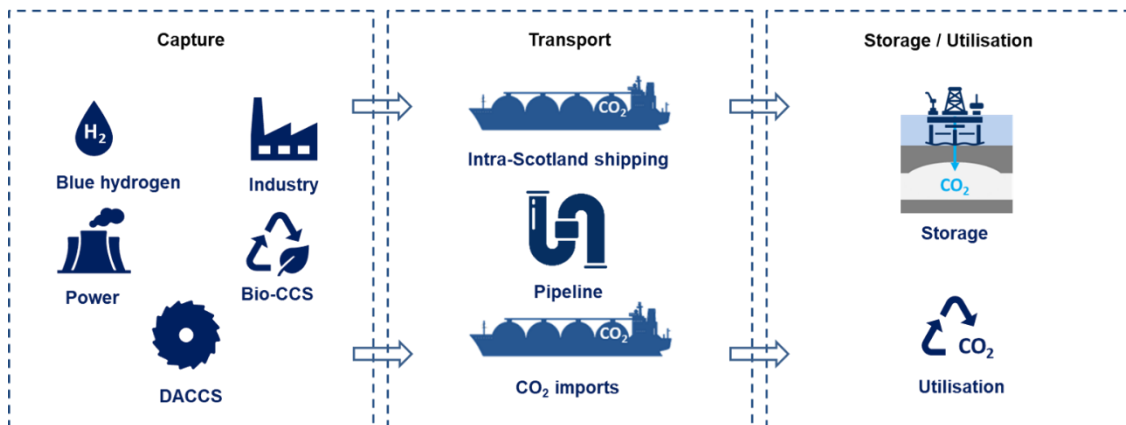 Capture
H₂
Blue hydrogen
Industry
Power
Bio-CCS
DACCS
Transport
CO₂
Intra-Scotland shipping
Pipeline
CO₂
CO₂ imports
Storage / Utilisation
CO₂
Storage
CO₂
Utilisation